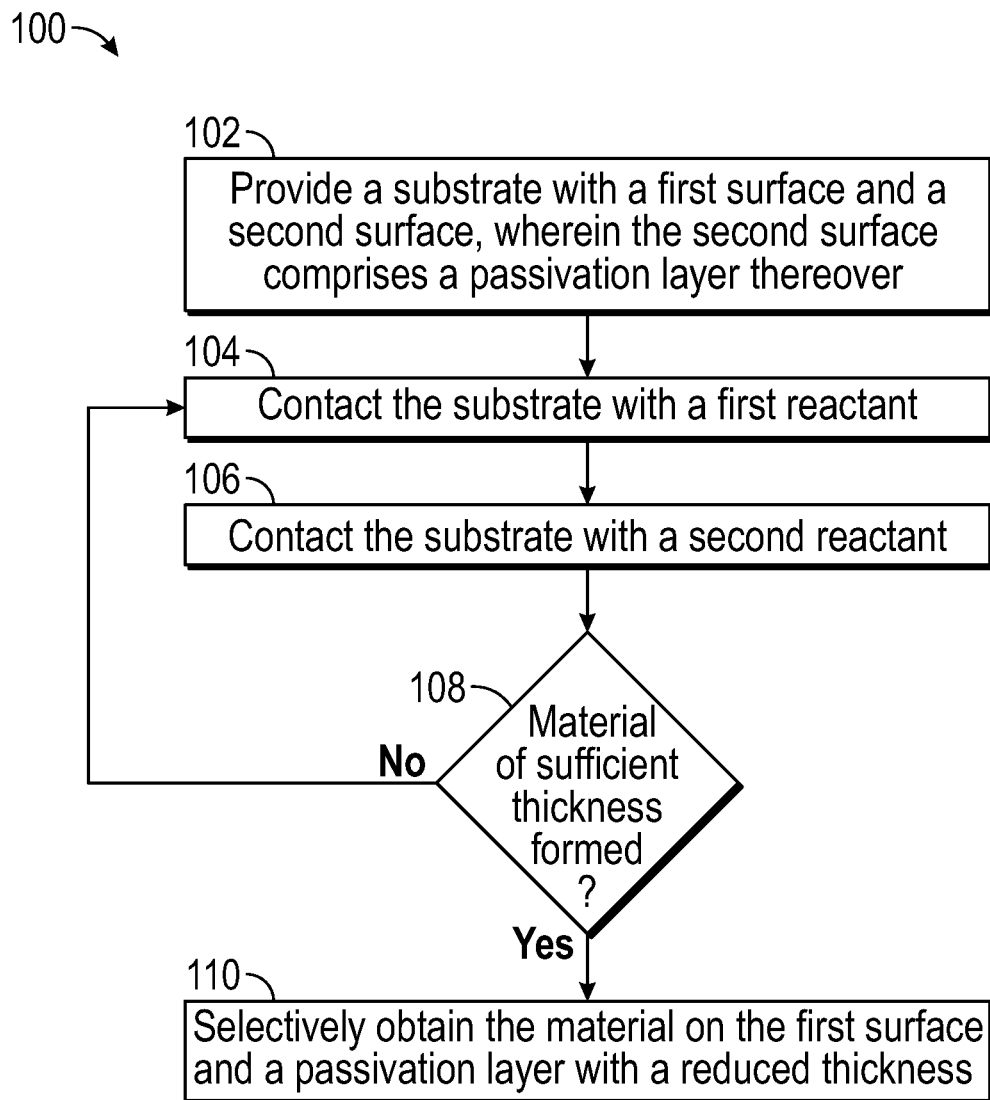 100
102
Provide a substrate with a first surface and a
second surface, wherein the second surface
comprises a passivation layer thereover
104
Contact the substrate with a first reactant
106
Contact the substrate with a second reactant
108
Material
of sufficient
thickness
formed
?
No
Yes
110
Selectively obtain the material on the first surface
and a passivation layer with a reduced thickness